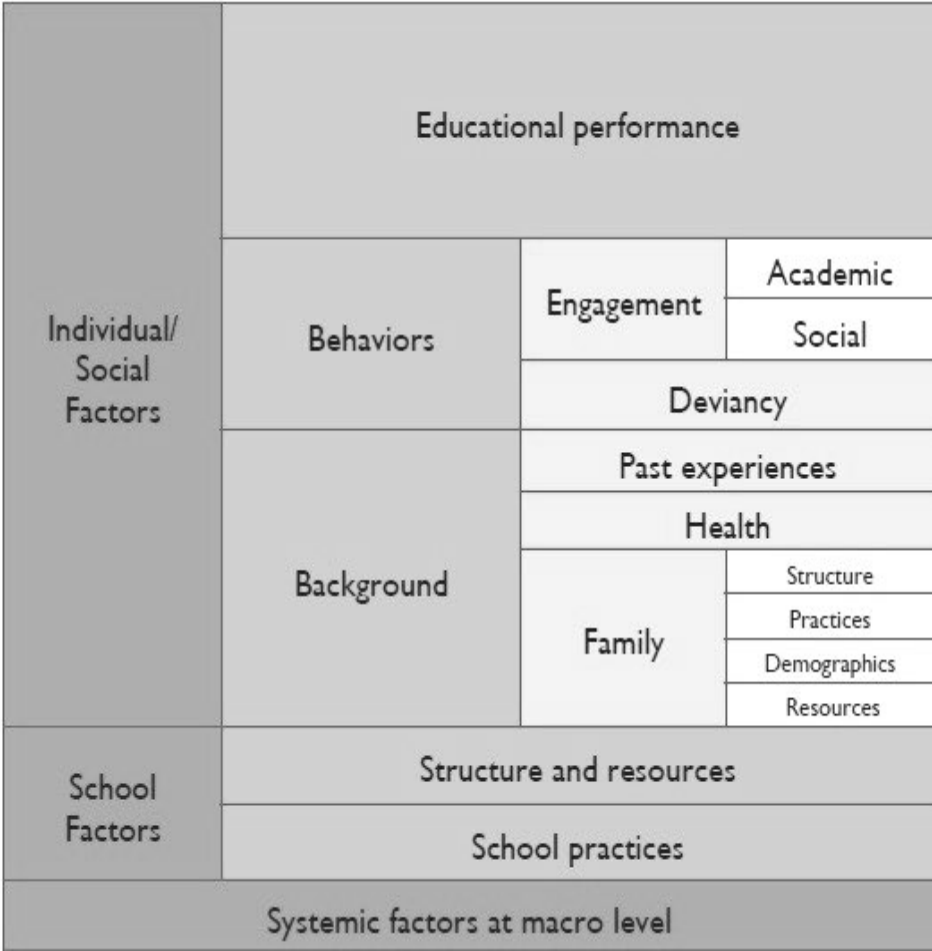 Educational performance
Individual/
Social
Factors
Behaviors
Engagement
Academic
Social
Deviancy
Background
Past experiences
Health
Family
Structure
Practices
Demographics
Resources
School
Factors
Structure and resources
School practices
Systemic factors at macro level